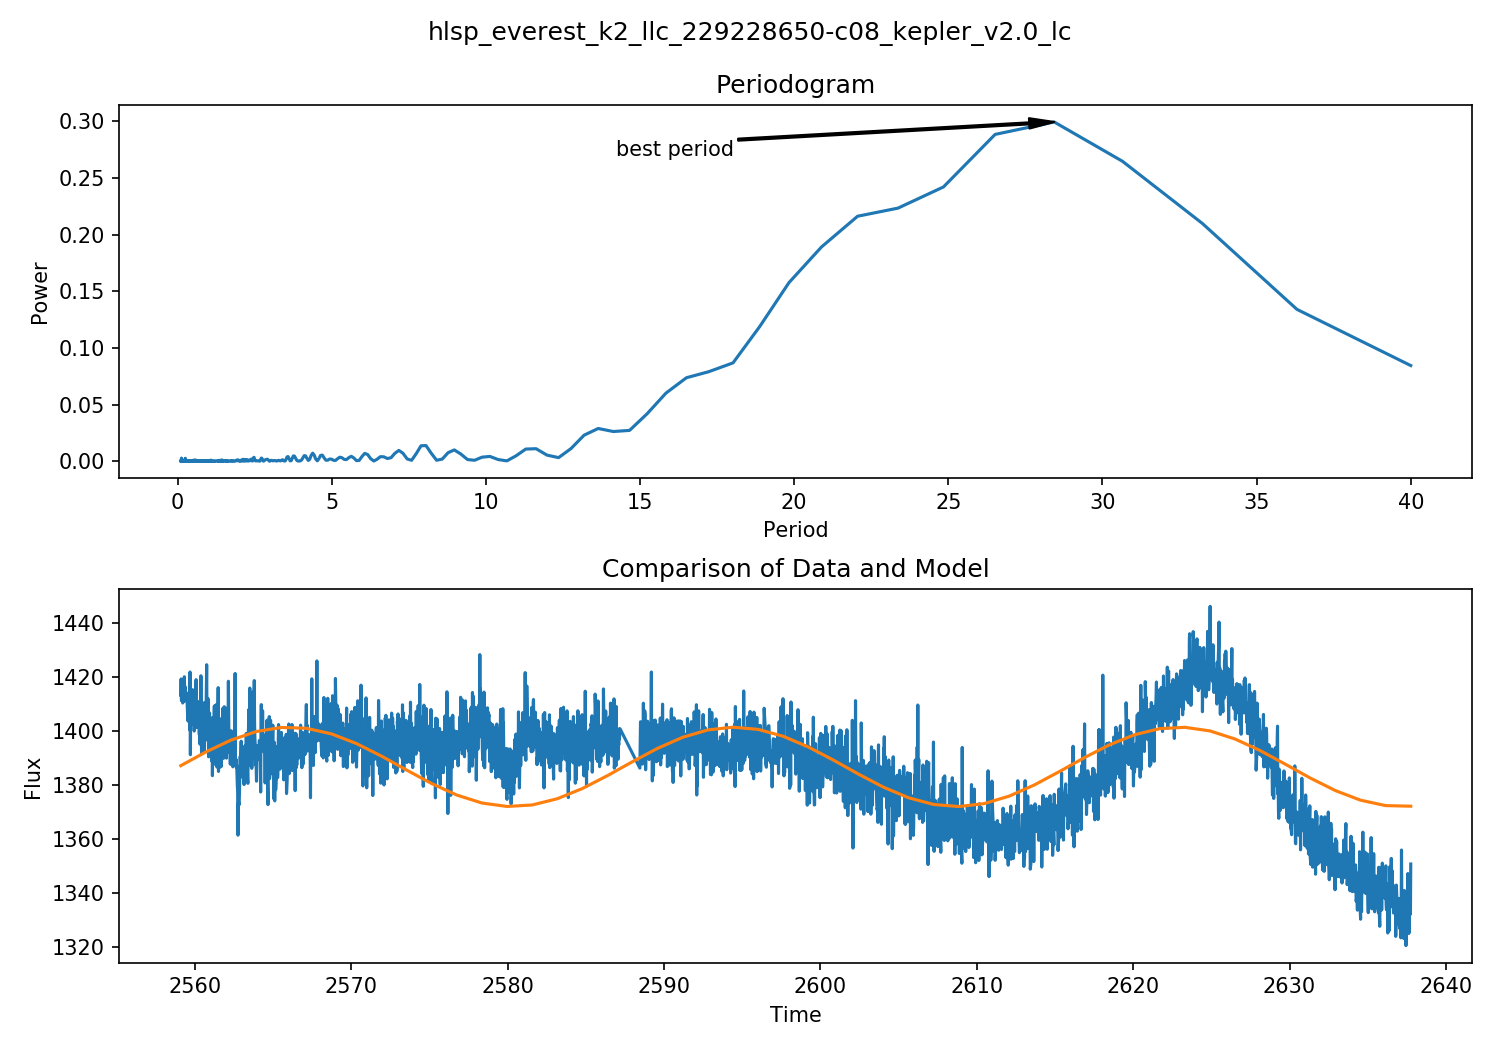 hlsp_everest_k2_llc_229228650-c08_kepler_v2.0_lc
Periodogram
0.30
0.25
0.20
0.15
0.10
0.05
0.00
Power
best period
0 5 10 15 20 25 30 35 40
Period
Comparison of Data and Model
1440
1420
1400
1380
1360
1340
1320
Flux
2560 2570 2580 2590 2600 2610 2620 2630 2640
Time